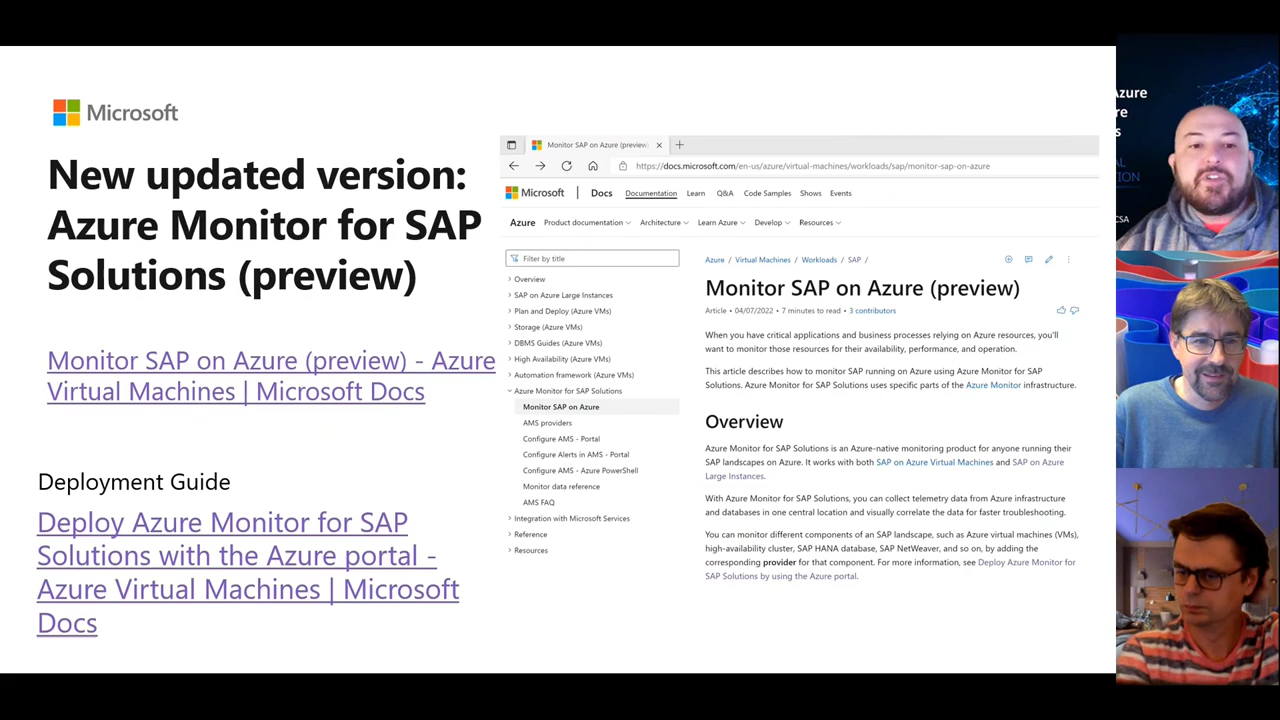 Microsoft
New updated version:
Azure Monitor for SAP
Solutions (preview)
Monitor SAP on Azure (preview) - Azure
Virtual Machines | Microsoft Docs
Deployment Guide
Deploy Azure Monitor for SAP
Solutions with the Azure portal -
Azure Virtual Machines | Microsoft
Docs
Monitor SAP on Azure (preview)
https://docs.microsoft.com/en-us/azure/virtual-machines/workloads/sap/monitor-sap-on-azure
Microsoft
Docs
Documentation
Learn
Q&A
Code Samples
Shows
Events
Azure
Product documentation
Architecture
Learn Azure
Develop
Resources
Filter by title
Overview
SAP on Azure Large Instances
Plan and Deploy (Azure VMs)
Storage (Azure VMs)
DBMS Guides (Azure VMs)
High Availability (Azure VMs)
Automation framework (Azure VMs)
Azure Monitor for SAP Solutions
Monitor SAP on Azure
AMS providers
Configure AMS - Portal
Configure Alerts in AMS - Portal
Configure AMS - Azure PowerShell
Monitor data reference
AMS FAQ
Integration with Microsoft Services
Reference
Resources
Azure / Virtual Machines / Workloads / SAP /
Monitor SAP on Azure (preview)
Article • 04/07/2022 • 7 minutes to read • 3 contributors
When you have critical applications and business processes relying on Azure resources, you'll
want to monitor those resources for their availability, performance, and operation.
This article describes how to monitor SAP running on Azure using Azure Monitor for SAP
Solutions. Azure Monitor for SAP Solutions uses specific parts of the Azure Monitor infrastructure.
Overview
Azure Monitor for SAP Solutions is an Azure-native monitoring product for anyone running their
SAP landscapes on Azure. It works with both SAP on Azure Virtual Machines and SAP on Azure
Large Instances.
With Azure Monitor for SAP Solutions, you can collect telemetry data from Azure infrastructure
and databases in one central location and visually correlate the data for faster troubleshooting.
You can monitor different components of an SAP landscape, such as Azure virtual machines (VMs),
high-availability cluster, SAP HANA database, SAP NetWeaver, and so on, by adding the
corresponding provider for that component. For more information, see Deploy Azure Monitor for
SAP Solutions by using the Azure portal.
Azure
CSA